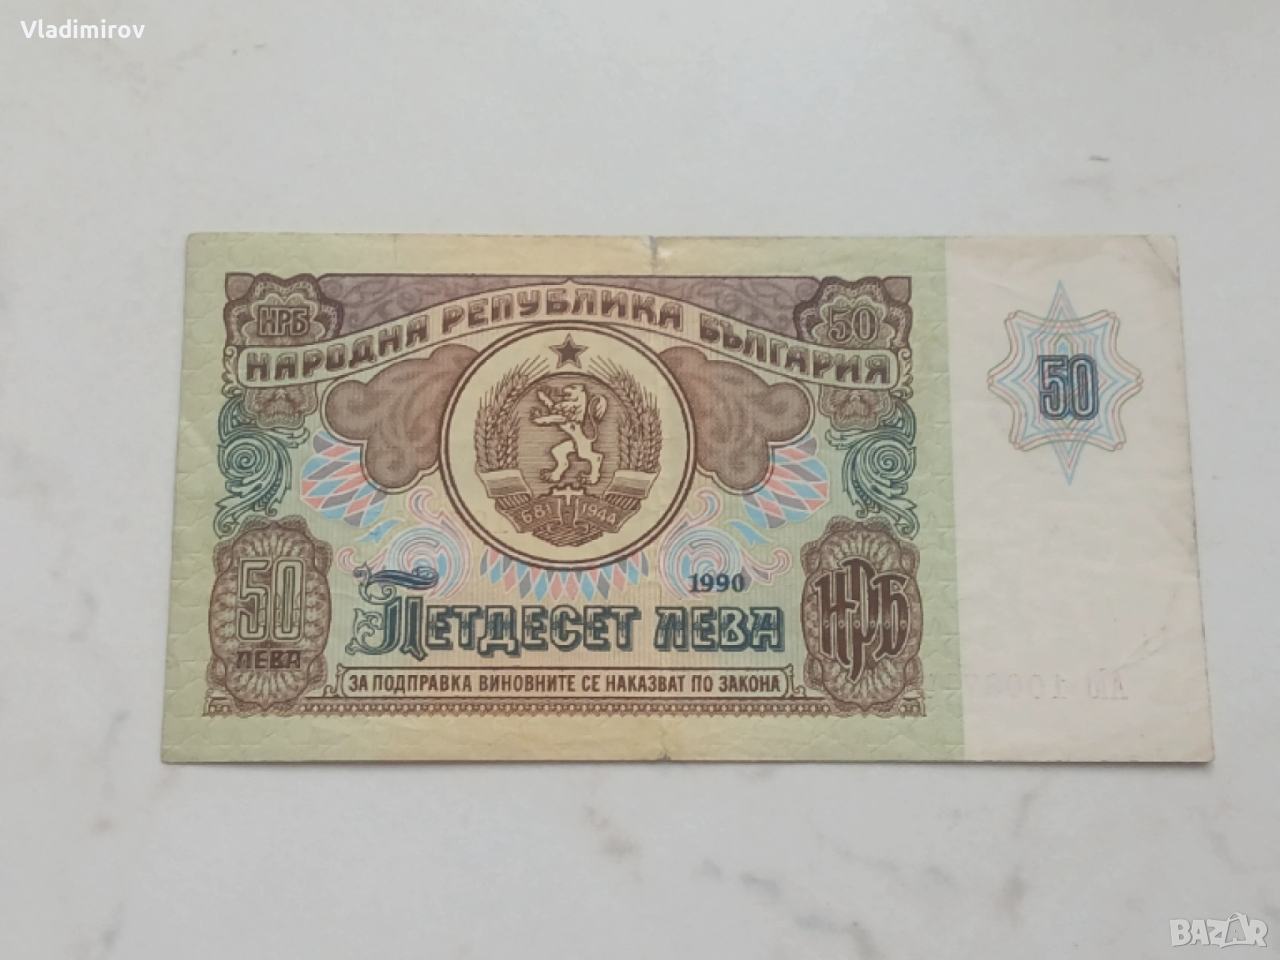 Vladimirov
НРБ
НАРОДНА РЕПУБЛИКА БЪЛГАРИЯ
50
50
681 1944
1990
50
ЛЕВА
ПЕТДЕСЕТ ЛЕВА
НРБ
ЗА ПОДПРАВКА ВИНОВНИТЕ СЕ НАКАЗВАТ ПО ЗАКОНА
BAZAR